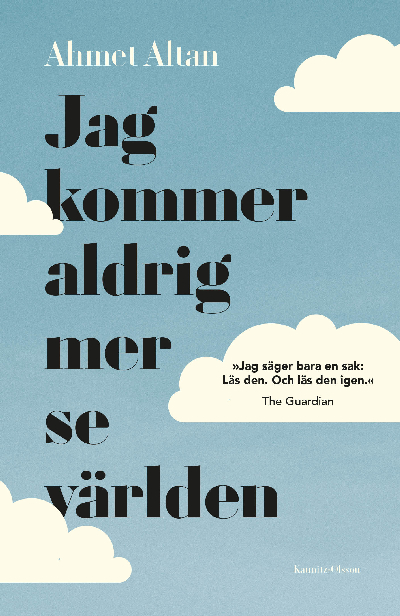 Ahmet Altan
Jag
kommer
aldrig
mer
se
världen
»Jag säger bara en sak:
Läs den. Och läs den igen.«
The Guardian
Kaunitz-Olsson